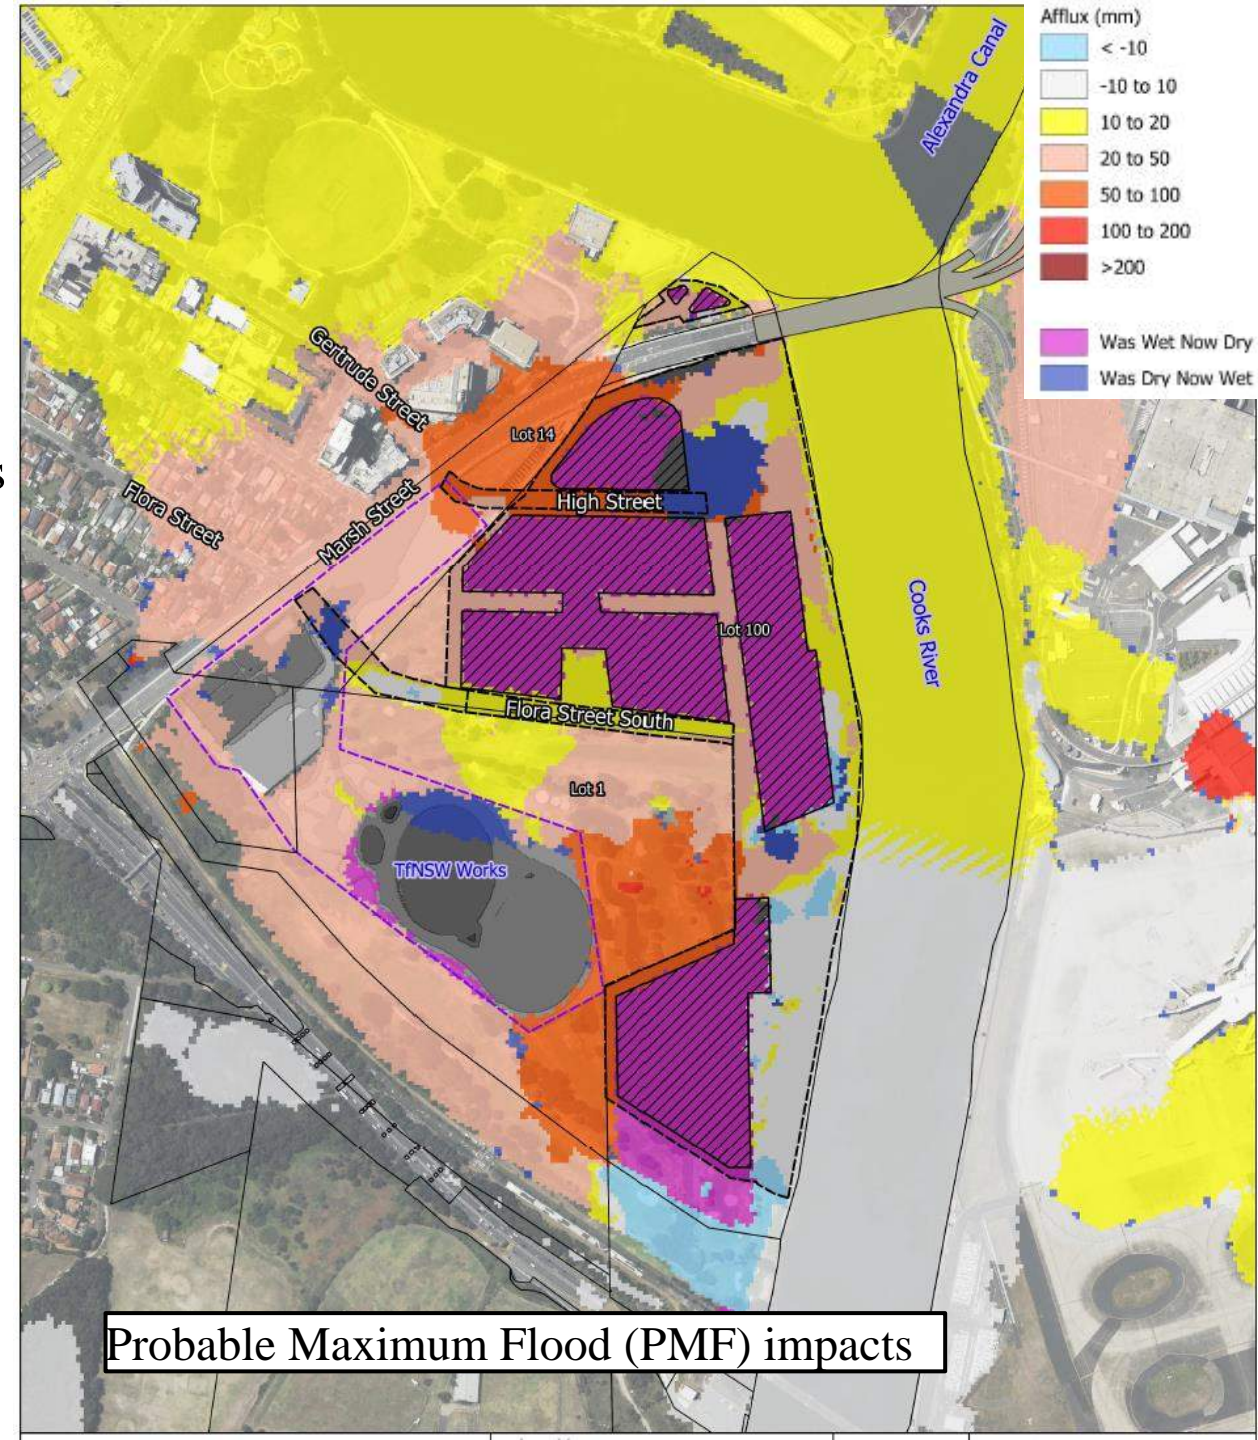 Afflux (mm)
< -10
-10 to 10
10 to 20
20 to 50
50 to 100
100 to 200
>200
Was Wet Now Dry
Was Dry Now Wet
Alexandra Canal
Gertrude Street
Lot 14
s
Flora Street
Marsh Street
High Street
Cooks River
Lot 100
Flora Street South
Lot 1
TfNSW Works
Probable Maximum Flood (PMF) impacts